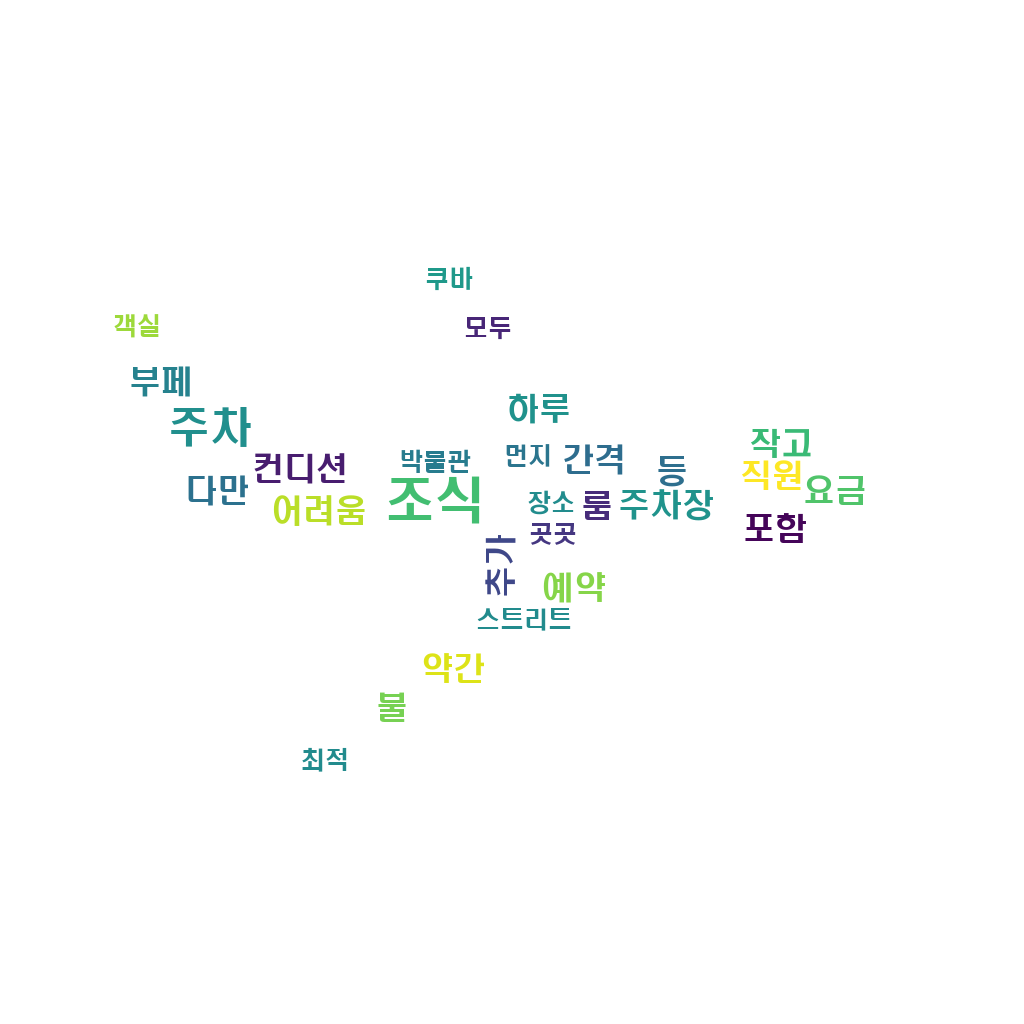 쿠바
객실
모두
부페
하루
주차
작고
먼지
간격
박물관
컨디션
등
직원
다만
요금
조식
장소
룸
주차장
어려움
포함
곳곳
추가
예약
스트리트
약간
불
최적